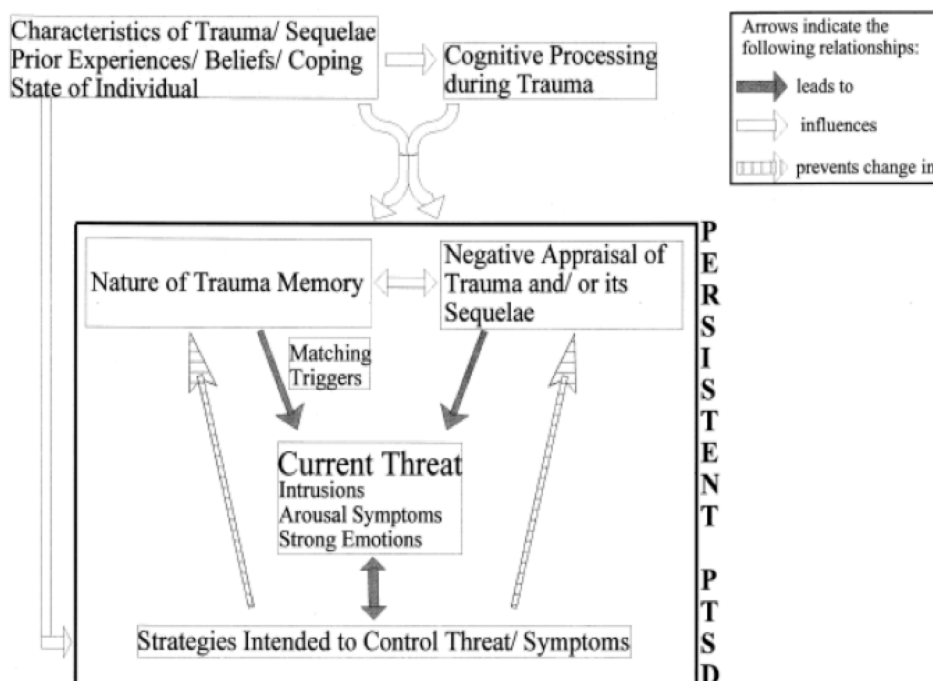 Characteristics of Trauma/ Sequelae
Prior Experiences/ Beliefs/ Coping
State of Individual
Cognitive Processing
during Trauma
Arrows indicate the
following relationships:
leads to
influences
prevents change in
Nature of Trauma Memory
Negative Appraisal of
Trauma and/ or its
Sequelae
Matching
Triggers
Current Threat
Intrusions
Arousal Symptoms
Strong Emotions
Strategies Intended to Control Threat/ Symptoms
PERSISTENT PTSD